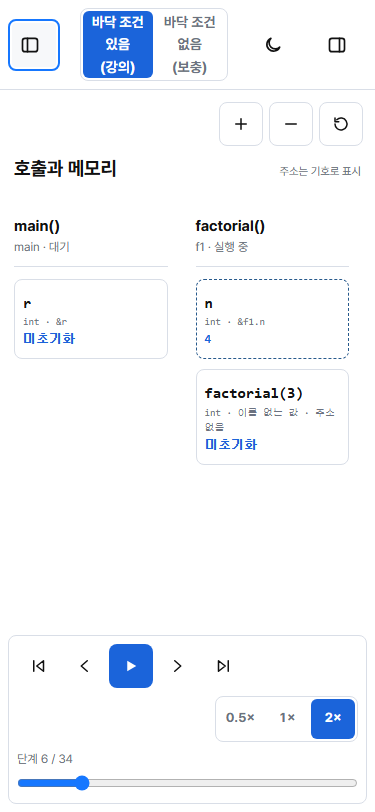 바닥 조건
있음
(강의)
바닥 조건
없음
(보충)
호출과 메모리
주소는 기호로 표시
main()
main · 대기
factorial()
f1 · 실행 중
r
int · &r
미초기화
n
int · &f1.n
4
factorial(3)
int · 이름 없는 값 · 주소
없음
미초기화
0.5×
1×
2×
단계 6 / 34